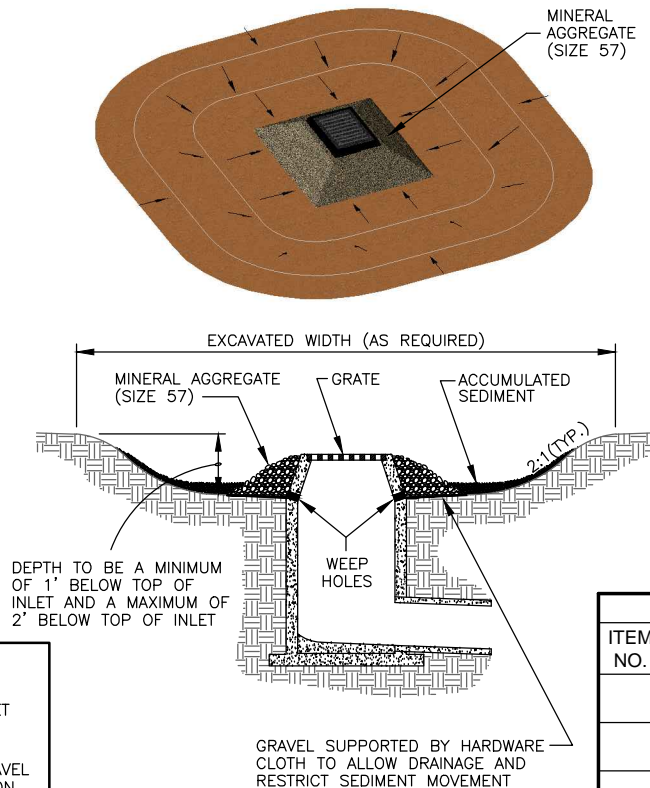 MINERAL
AGGREGATE
(SIZE 57)
EXCAVATED WIDTH (AS REQUIRED)
MINERAL AGGREGATE
(SIZE 57)
GRATE
ACCUMULATED
SEDIMENT
2:1(TYP.)
WEEP
HOLES
DEPTH TO BE A MINIMUM
OF 1' BELOW TOP OF
INLET AND A MAXIMUM OF
2' BELOW TOP OF INLET
ITEM
NO.
GRAVEL SUPPORTED BY HARDWARE
CLOTH TO ALLOW DRAINAGE AND
RESTRICT SEDIMENT MOVEMENT